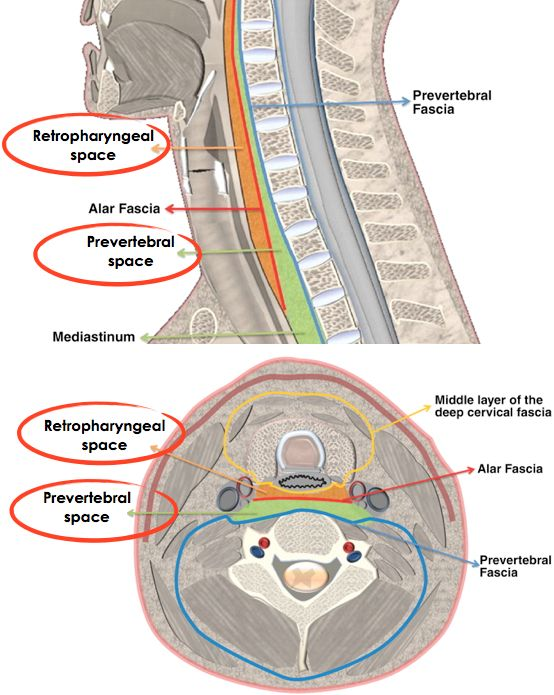 Prevertebral
Fascia
Retropharyngeal
space
Alar Fascia
Prevertebral
space
Mediastinum
Middle layer of the
deep cervical fascia
Retropharyngeal
space
Alar Fascia
Prevertebral
space
Prevertebral
Fascia